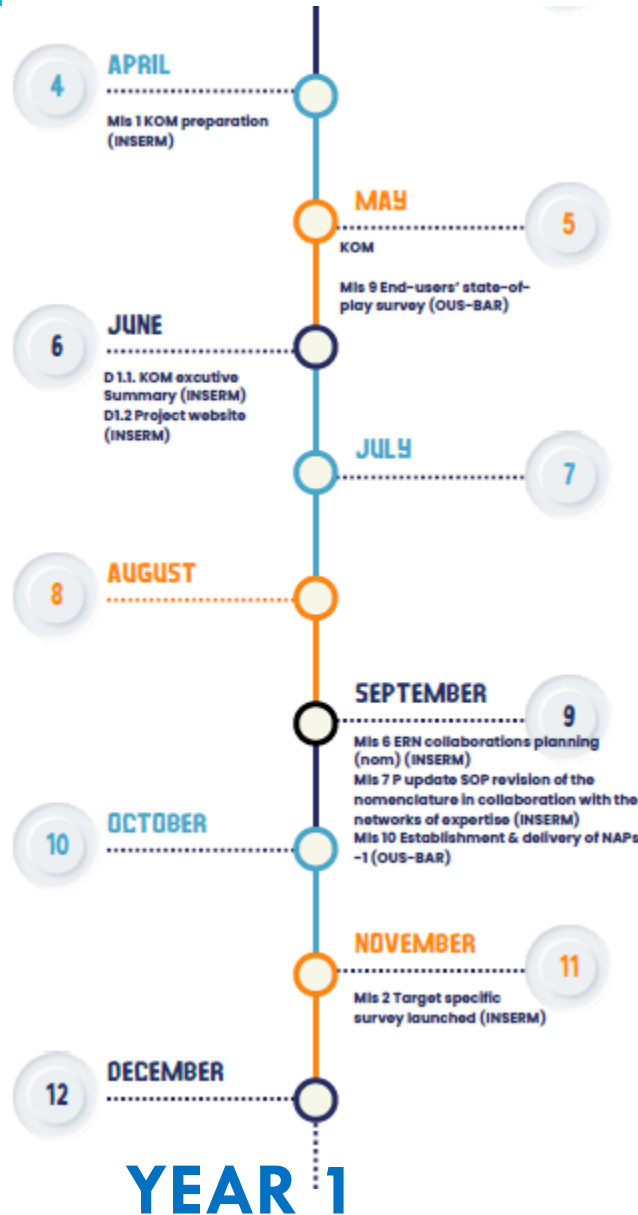 4
APRIL
Mls 1 KOM preparation
(INSERM)
MAY
5
KOM
Mls 9 End-users' state-of-
play survey (OUS-BAR)
6
JUNE
D 1.1. KOM excutive
Summary (INSERM)
D1.2 Project website
(INSERM)
JULY
7
8
AUGUST
SEPTEMBER
9
Mls 6 ERN collaborations planning
(nom) (INSERM)
Mls 7 P update SOP revision of the
nomenclature in collaboration with the
networks of expertise (INSERM)
Mls 10 Establishment & delivery of NAPs
-1 (OUS-BAR)
10
OCTOBER
NOVEMBER
11
Mls 2 Target specific
survey launched (INSERM)
12
DECEMBER
YEAR 1